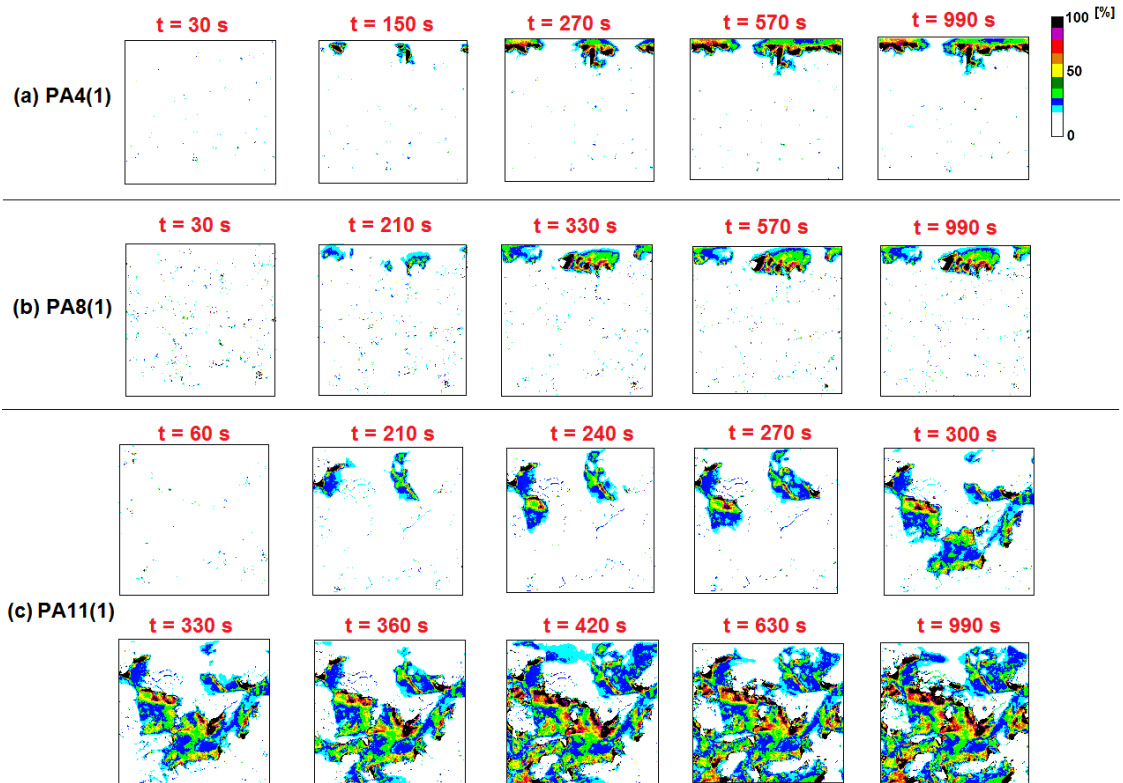 t = 30 s t = 150 s t = 270 s t = 570 s t = 990 s
100 [%]
50
0
(a) PA4(1)
t = 30 s t = 210 s t = 330 s t = 570 s t = 990 s
(b) PA8(1)
t = 60 s t = 210 s t = 240 s t = 270 s t = 300 s
(c) PA11(1)
t = 330 s t = 360 s t = 420 s t = 630 s t = 990 s